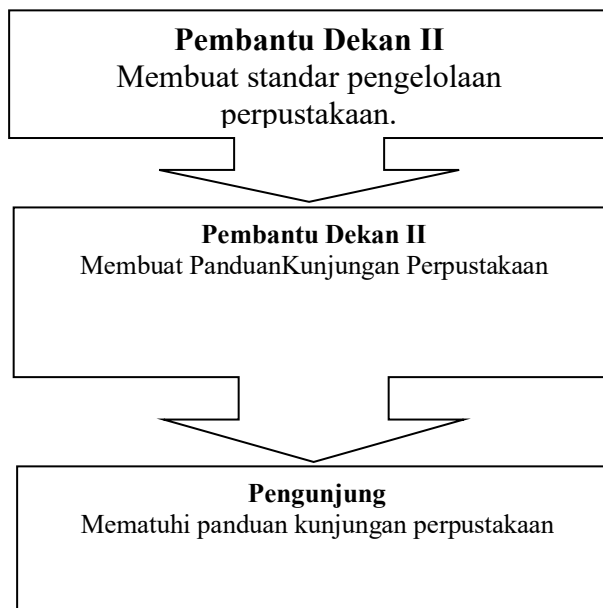 Pembantu Dekan II
Membuat standar pengelolaan
perpustakaan.
Pembantu Dekan II
Membuat PanduanKunjungan Perpustakaan
Pengunjung
Mematuhi panduan kunjungan perpustakaan